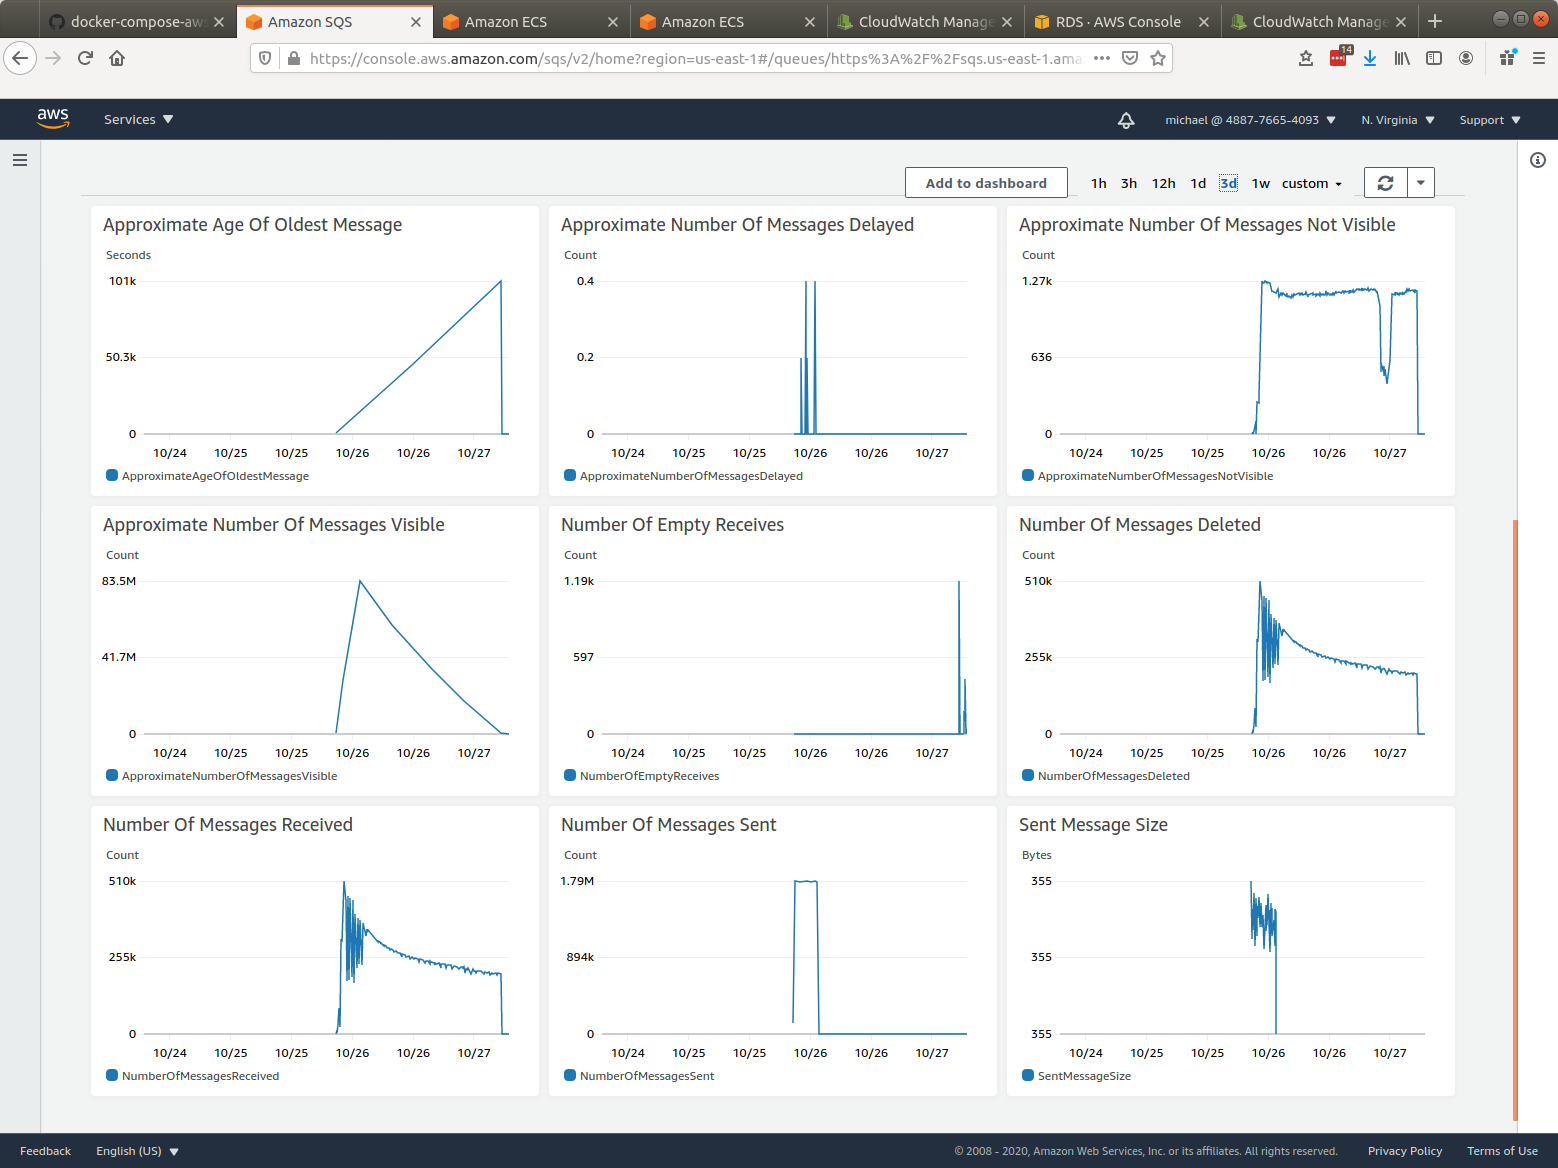 docker-compose-aws
Amazon SQS
Amazon ECS
Amazon ECS
CloudWatch Manage
RDS · AWS Console
CloudWatch Manage
https://console.aws.amazon.com/sqs/v2/home?region=us-east-1#/queues/https%3A%2F%2Fsqs.us-east-1.ama
14
aws
Services
michael @ 4887-7665-4093
N. Virginia
Support
Add to dashboard
1h 3h 12h 1d 3d 1w custom
Approximate Age Of Oldest Message
Seconds
101k
50.3k
0
10/24 10/25 10/25 10/26 10/26 10/27
ApproximateAgeOfOldestMessage
Approximate Number Of Messages Delayed
Count
0.4
0.2
0
10/24 10/25 10/25 10/26 10/26 10/27
ApproximateNumberOfMessagesDelayed
Approximate Number Of Messages Not Visible
Count
1.27k
636
0
10/24 10/25 10/25 10/26 10/26 10/27
ApproximateNumberOfMessagesNotVisible
Approximate Number Of Messages Visible
Count
83.5M
41.7M
0
10/24 10/25 10/25 10/26 10/26 10/27
ApproximateNumberOfMessagesVisible
Number Of Empty Receives
Count
1.19k
597
0
10/24 10/25 10/25 10/26 10/26 10/27
NumberOfEmptyReceives
Number Of Messages Deleted
Count
510k
255k
0
10/24 10/25 10/25 10/26 10/26 10/27
NumberOfMessagesDeleted
Number Of Messages Received
Count
510k
255k
0
10/24 10/25 10/25 10/26 10/26 10/27
NumberOfMessagesReceived
Number Of Messages Sent
Count
1.79M
894k
0
10/24 10/25 10/25 10/26 10/26 10/27
NumberOfMessagesSent
Sent Message Size
Bytes
355
355
355
10/24 10/25 10/25 10/26 10/26 10/27
SentMessageSize
Feedback
English (US)
© 2008 - 2020, Amazon Web Services, Inc. or its affiliates. All rights reserved.
Privacy Policy
Terms of Use